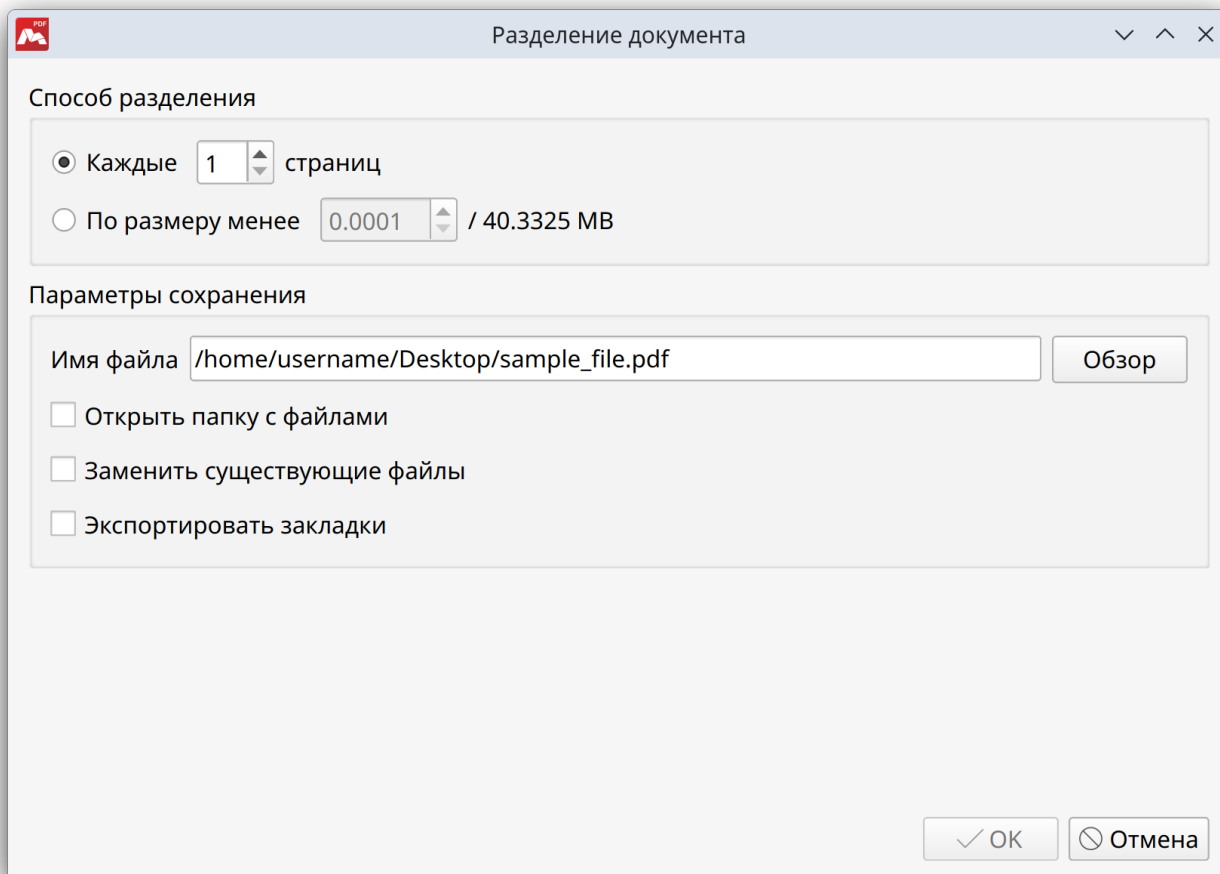 PDF
Разделение документа
Способ разделения
Каждые 1 страниц
По размеру менее 0.0001 / 40.3325 MB
Параметры сохранения
Имя файла /home/username/Desktop/sample_file.pdf Обзор
Открыть папку с файлами
Заменить существующие файлы
Экспортировать закладки
OK Отмена